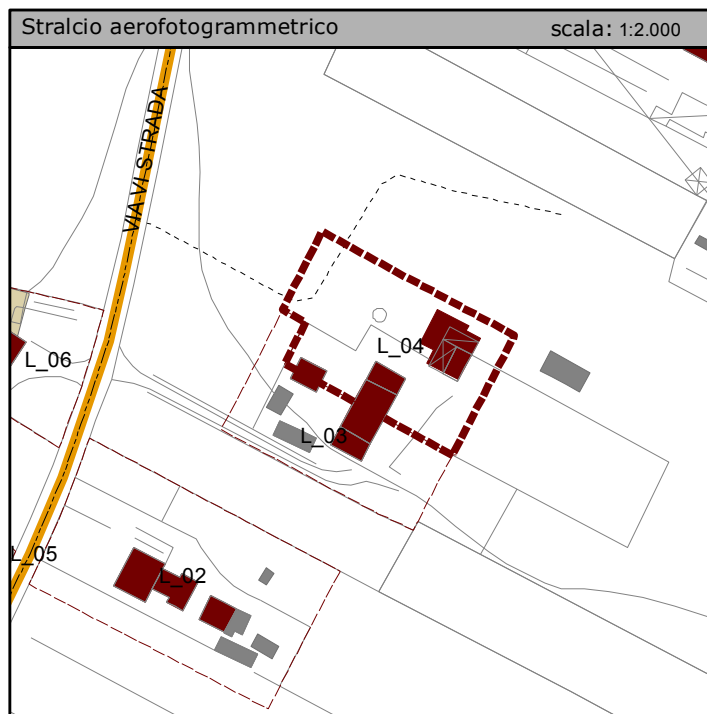 Stralcio aerofotogrammetrico scala: 1:2.000
VIA VI STRADA
L_04
L_06
L_03
L_05
L_02